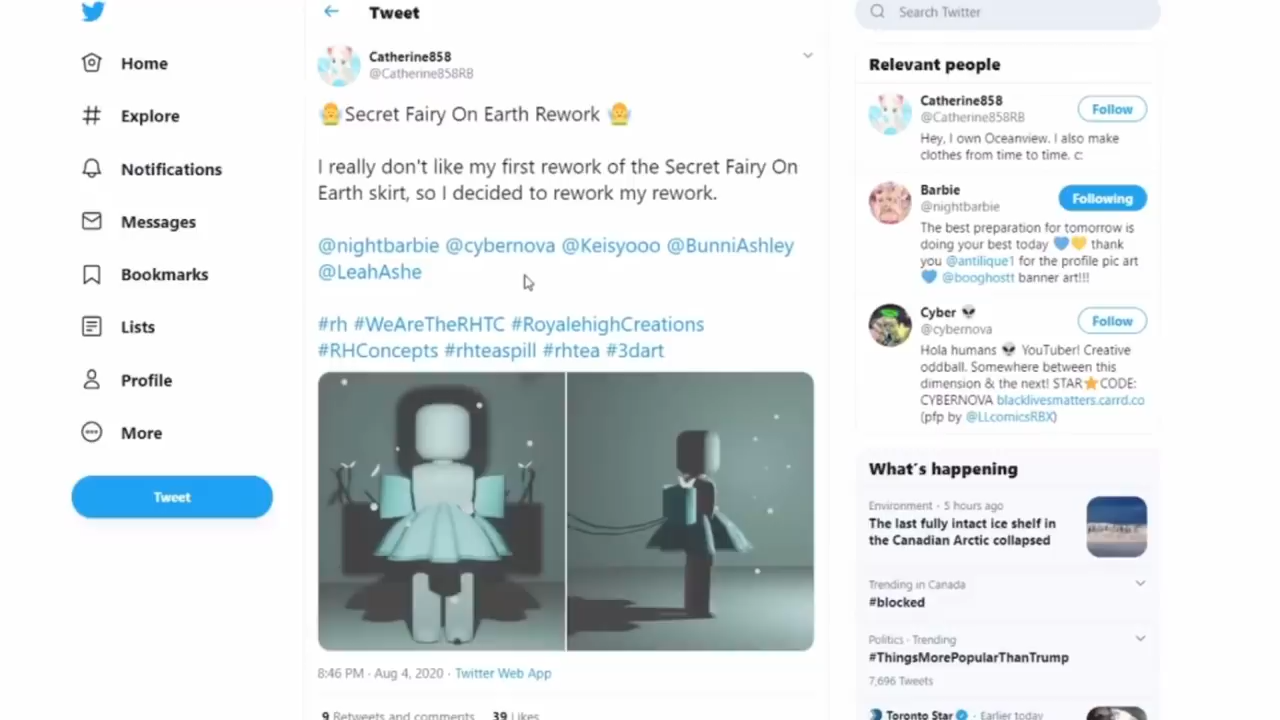 Home
Explore
Notifications
Messages
Bookmarks
Lists
Profile
More
Tweet
Tweet
Catherine858
@Catherine858RB
Secret Fairy On Earth Rework
I really don't like my first rework of the Secret Fairy On
Earth skirt, so I decided to rework my rework.
@nightbarbie @cybernova @Keisyooo @BunniAshley
@LeahAshe
#rh #WeAreTheRHTC #RoyalehighCreations
#RHConcepts #rhteaspill #rhtea #3dart
8:46 PM · Aug 4, 2020 · Twitter Web App
9 Retweets and comments 39 Likes
Search Twitter
Relevant people
Catherine858
@Catherine858RB
Follow
Hey, I own Oceanview. I also make
clothes from time to time. c:
Barbie
@nightbarbie
Following
The best preparation for tomorrow is
doing your best today 💙💛 thank
you @antilique1 for the profile pic art
💙 @booghostt banner art!!!
Cyber 👽
@cybernova
Follow
Hola humans 👽 YouTuber! Creative
oddball. Somewhere between this
dimension & the next! STAR⭐CODE:
CYBERNOVA blacklivesmatters.carrd.co
(pfp by @LLcomicsRBX)
What's happening
Environment · 5 hours ago
The last fully intact ice shelf in
the Canadian Arctic collapsed
Trending in Canada
#blocked
Politics · Trending
#ThingsMorePopularThanTrump
7,696 Tweets
Toronto Star · Earlier today